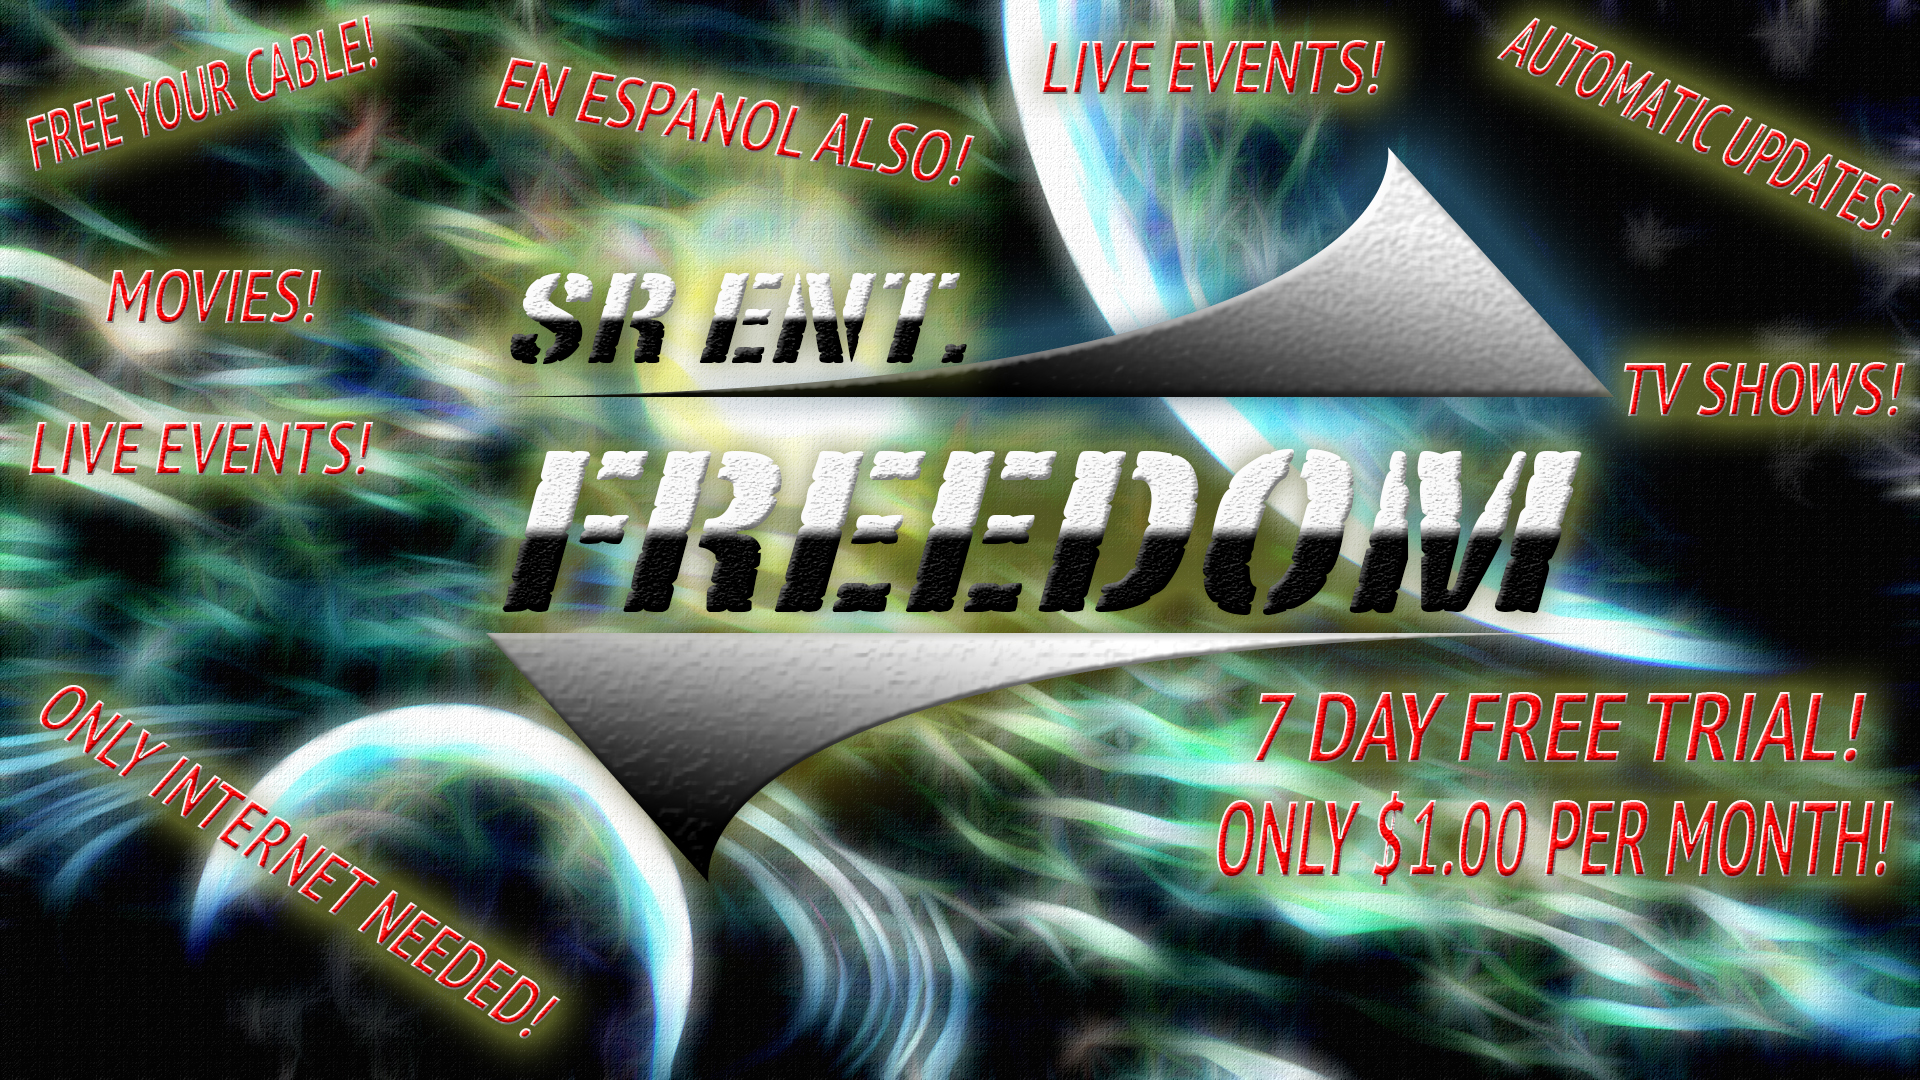 FREE YOUR CABLE!
EN ESPANOL ALSO!
LIVE EVENTS!
AUTOMATIC UPDATES!
MOVIES!
SR ENT.
TV SHOWS!
LIVE EVENTS!
FREEDOM
ONLY INTERNET NEEDED!
7 DAY FREE TRIAL!
ONLY $1.00 PER MONTH!